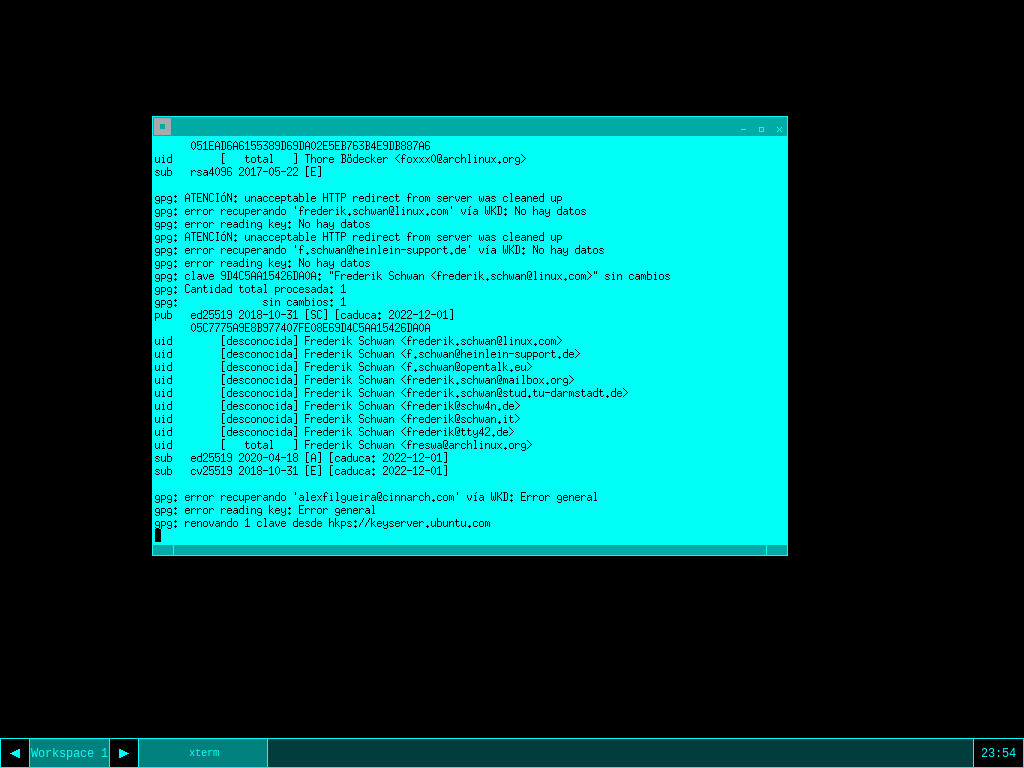 051EAD6A6155389D69DA02E5EB763B4E9DB887A6
uid [ total ] Thore Bödecker <foxxx0@archlinux.org>
sub rsa4096 2017-05-22 [E]
gpg: ATENCIÓN: unacceptable HTTP redirect from server was cleaned up
gpg: error recuperando 'frederik.schwan@linux.com' vía WKD: No hay datos
gpg: error reading key: No hay datos
gpg: ATENCIÓN: unacceptable HTTP redirect from server was cleaned up
gpg: error recuperando 'f.schwan@heinlein-support.de' vía WKD: No hay datos
gpg: error reading key: No hay datos
gpg: clave 9D4C5AA15426DA0A: "Frederik Schwan <frederik.schwan@linux.com>" sin cambios
gpg: Cantidad total procesada: 1
gpg: sin cambios: 1
pub ed25519 2018-10-31 [SC] [caduca: 2022-12-01]
05C7775A9E8B977407FE08E69D4C5AA15426DA0A
uid [desconocida] Frederik Schwan <frederik.schwan@linux.com>
uid [desconocida] Frederik Schwan <f.schwan@heinlein-support.de>
uid [desconocida] Frederik Schwan <f.schwan@opentalk.eu>
uid [desconocida] Frederik Schwan <frederik.schwan@mailbox.org>
uid [desconocida] Frederik Schwan <frederik.schwan@stud.tu-darmstadt.de>
uid [desconocida] Frederik Schwan <frederik@schw4n.de>
uid [desconocida] Frederik Schwan <frederik@schwan.it>
uid [desconocida] Frederik Schwan <frederik@tty42.de>
uid [ total ] Frederik Schwan <freswa@archlinux.org>
sub ed25519 2020-04-18 [A] [caduca: 2022-12-01]
sub cv25519 2018-10-31 [E] [caduca: 2022-12-01]
gpg: error recuperando 'alexfilgueira@cinnarch.com' vía WKD: Error general
gpg: error reading key: Error general
gpg: renovando 1 clave desde hkps://keyserver.ubuntu.com
Workspace 1
xterm
23:54